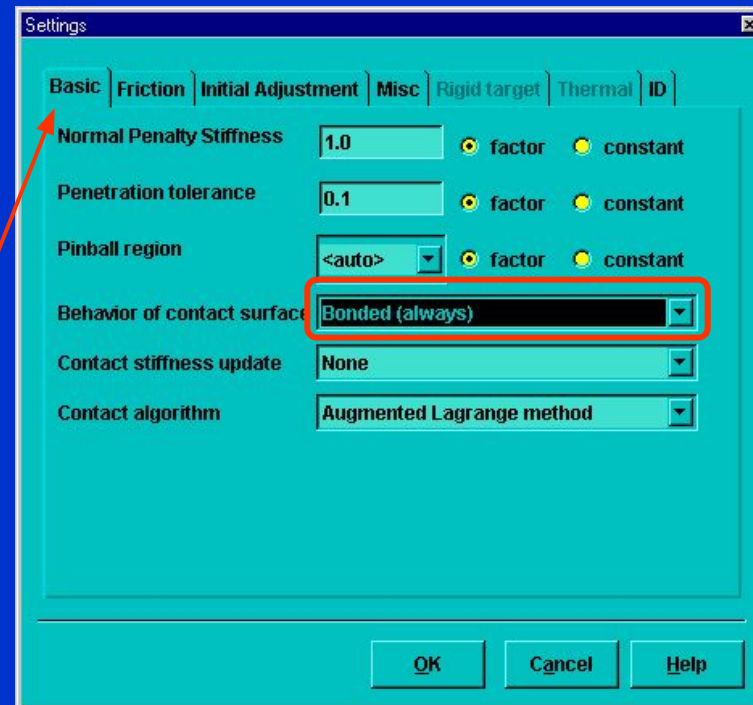 Settings
Basic Friction Initial Adjustment Misc Rigid target Thermal ID
Normal Penalty Stiffness 1.0 factor constant
Penetration tolerance 0.1 factor constant
Pinball region <auto> factor constant
Behavior of contact surface Bonded (always)
Contact stiffness update None
Contact algorithm Augmented Lagrange method
OK Cancel Help